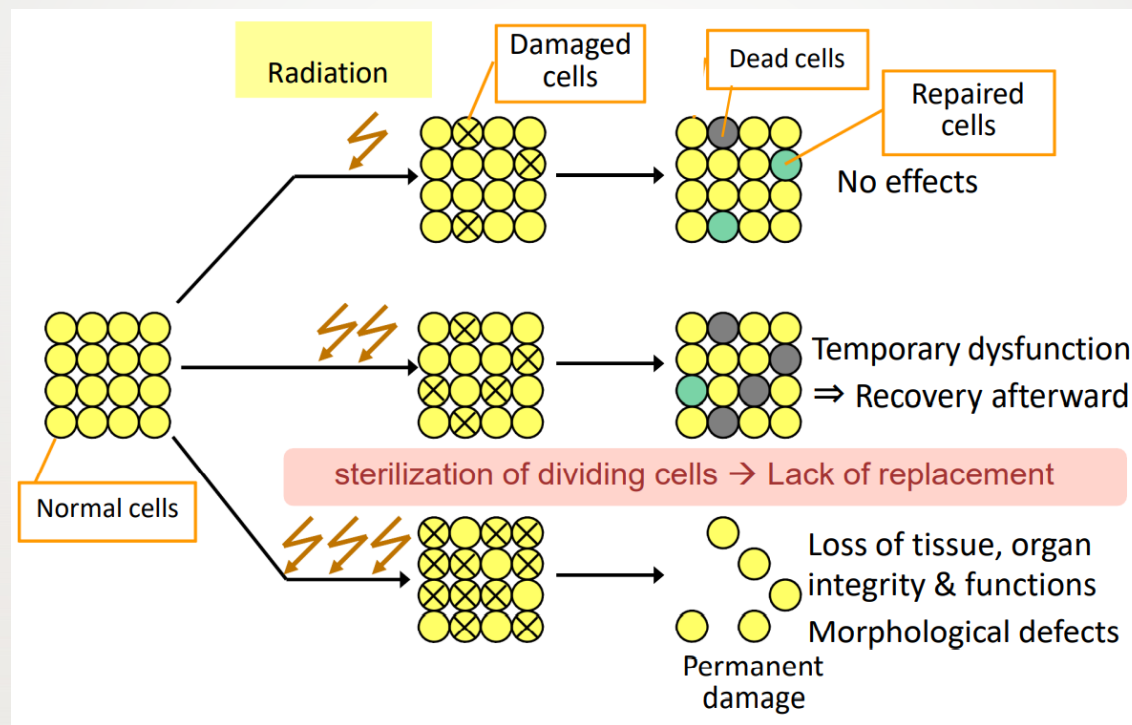 Radiation
Damaged
cells
Dead cells
Repaired
cells
No effects
Temporary dysfunction
⇒ Recovery afterward
sterilization of dividing cells → Lack of replacement
Normal cells
Loss of tissue, organ
integrity & functions
Morphological defects
Permanent
damage